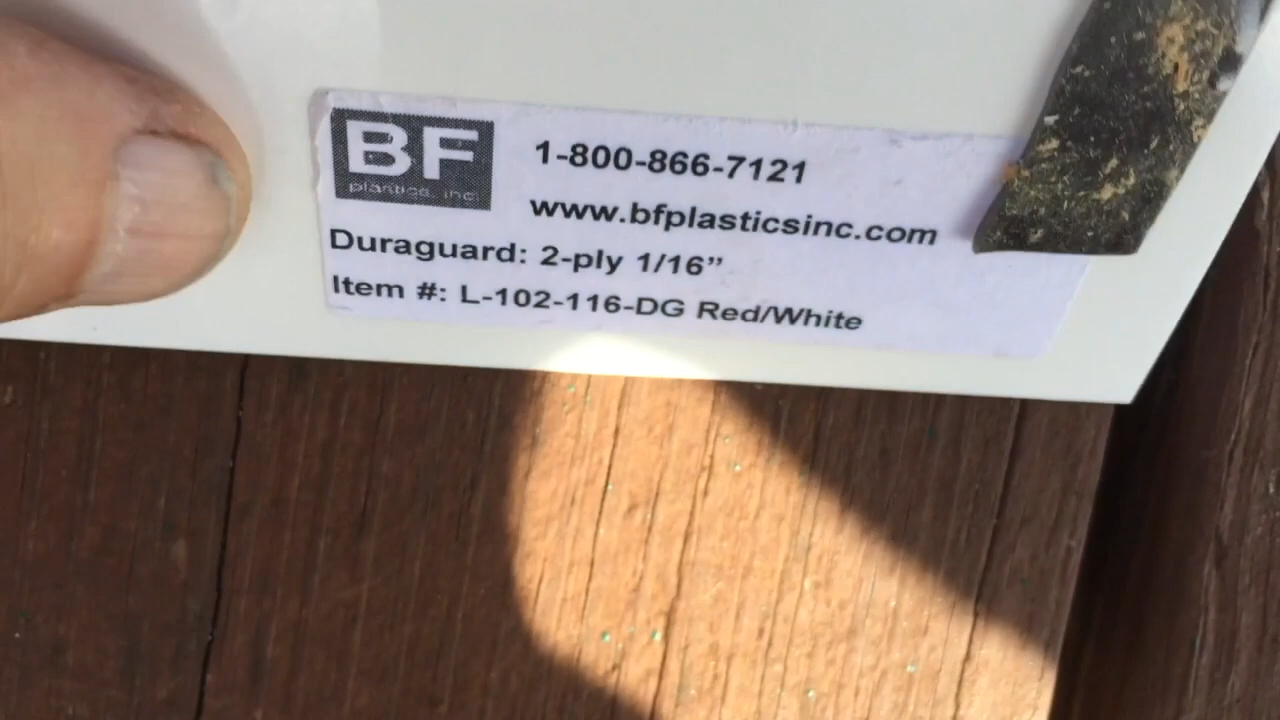 BF
plastics, inc.
1-800-866-7121
www.bfplasticsinc.com
Duraguard: 2-ply 1/16”
Item #: L-102-116-DG Red/White